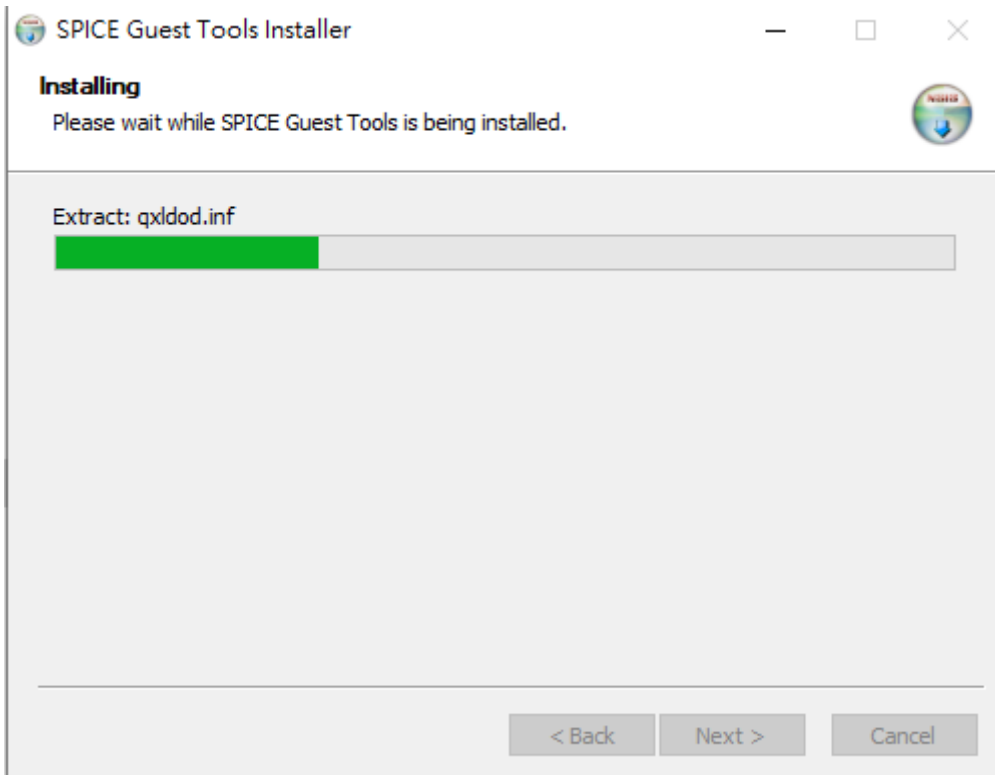 SPICE Guest Tools Installer
Installing
Please wait while SPICE Guest Tools is being installed.
Extract: qxldod.inf
< Back
Next >
Cancel